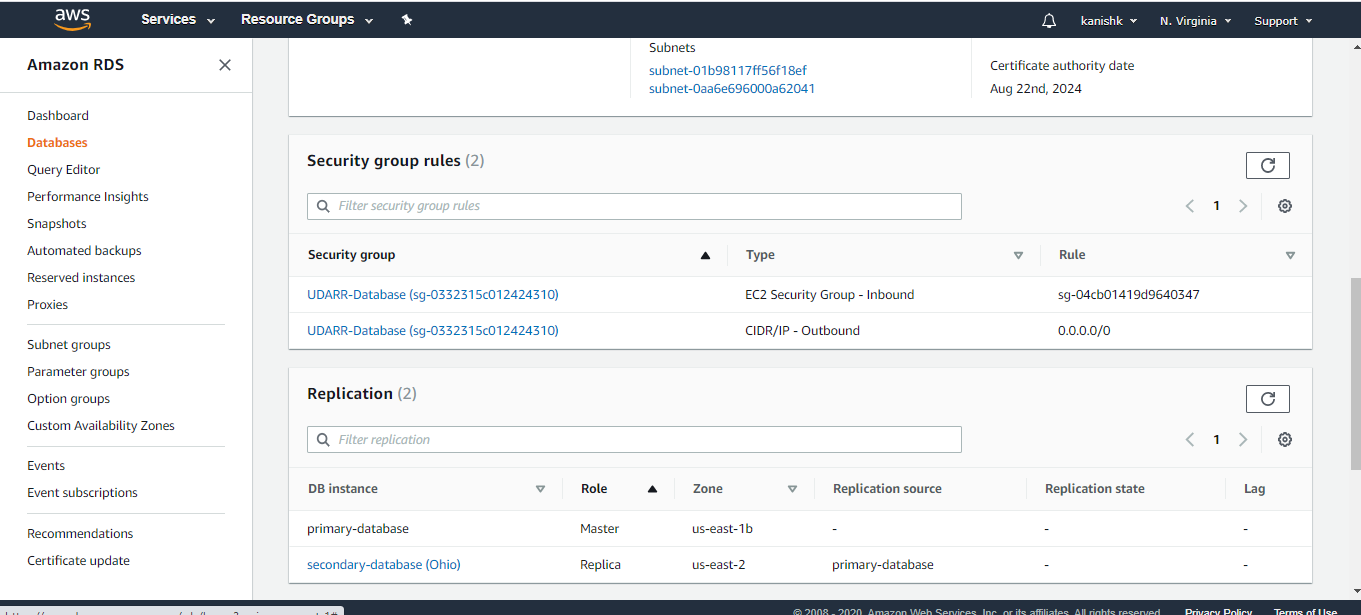 aws Services Resource Groups kanishk N. Virginia Support
Amazon RDS
Dashboard
Databases
Query Editor
Performance Insights
Snapshots
Automated backups
Reserved instances
Proxies
Subnet groups
Parameter groups
Option groups
Custom Availability Zones
Events
Event subscriptions
Recommendations
Certificate update
Subnets
subnet-01b98117ff56f18ef
subnet-0aa6e696000a62041
Certificate authority date
Aug 22nd, 2024
Security group rules (2)
Filter security group rules
1
Security group Type Rule
UDARR-Database (sg-0332315c012424310) EC2 Security Group - Inbound sg-04cb01419d9640347
UDARR-Database (sg-0332315c012424310) CIDR/IP - Outbound 0.0.0.0/0
Replication (2)
Filter replication
1
DB instance Role Zone Replication source Replication state Lag
primary-database Master us-east-1b - - -
secondary-database (Ohio) Replica us-east-2 primary-database - -
© 2008 - 2020, Amazon Web Services, Inc. or its affiliates. All rights reserved. Privacy Policy Terms of Use